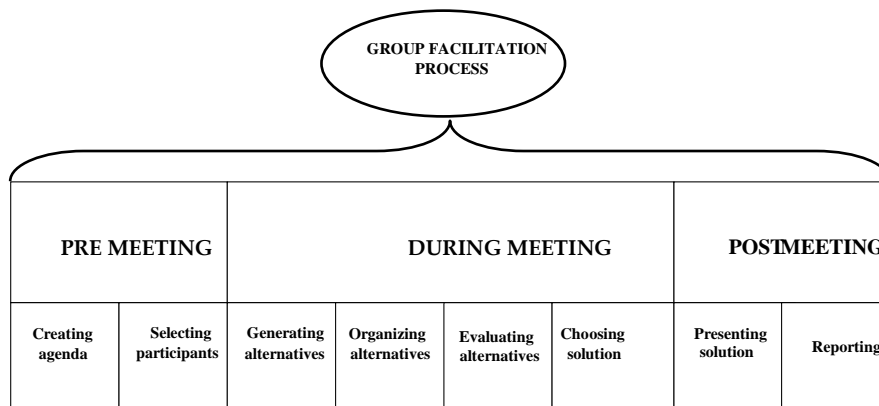 GROUP FACILITATION
PROCESS
PRE MEETING
DURING MEETING
POSTMEETING
Creating
agenda
Selecting
participants
Generating
alternatives
Organizing
alternatives
Evaluating
alternatives
Choosing
solution
Presenting
solution
Reporting